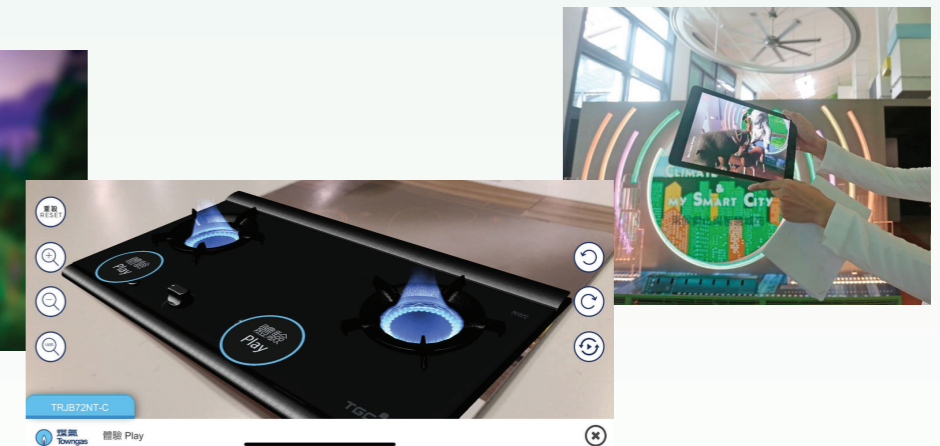 CLIMATE
&
MY SMART CITY
重設
RESET
體驗
Play
體驗
Play
TGC
TRJB72NT-C
煤氣
Towngas
體驗 Play